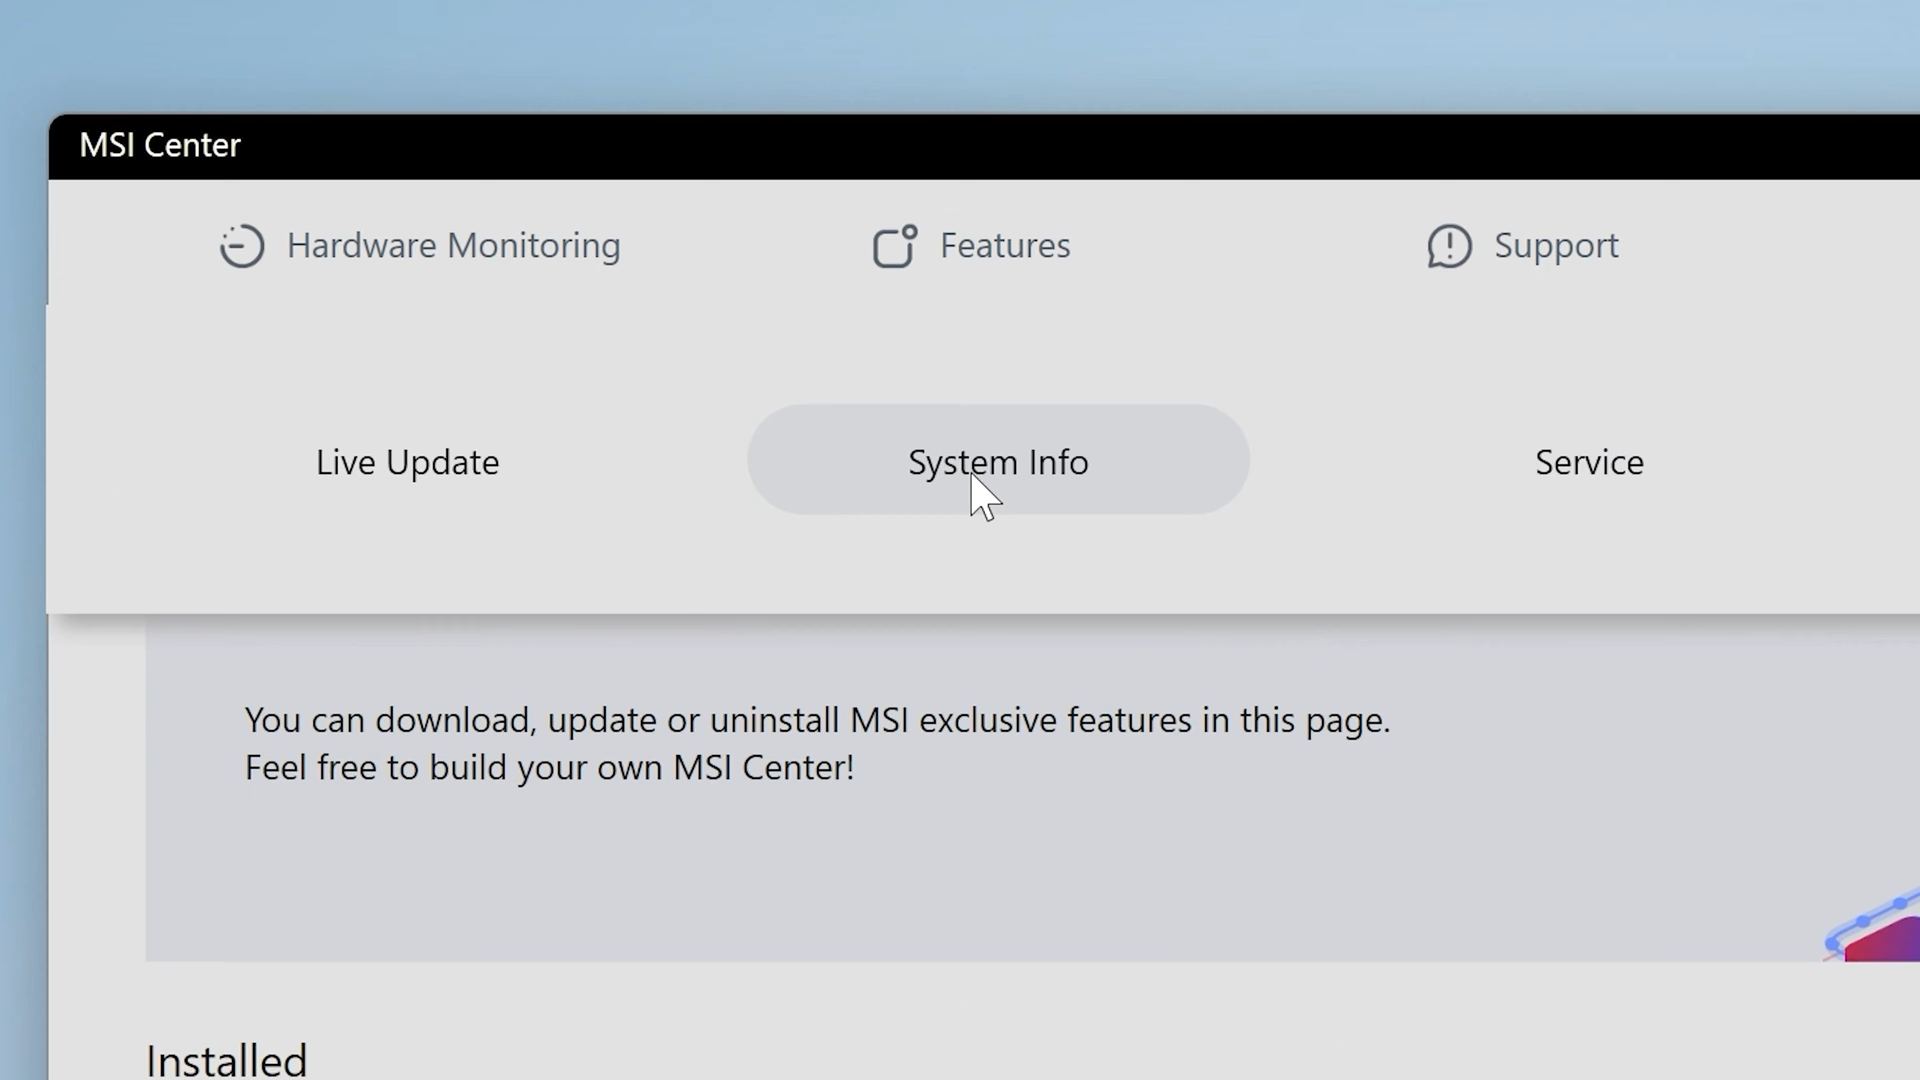 MSI Center
Hardware Monitoring
Features
Support
Live Update
System Info
Service
You can download, update or uninstall MSI exclusive features in this page.
Feel free to build your own MSI Center!
Installed